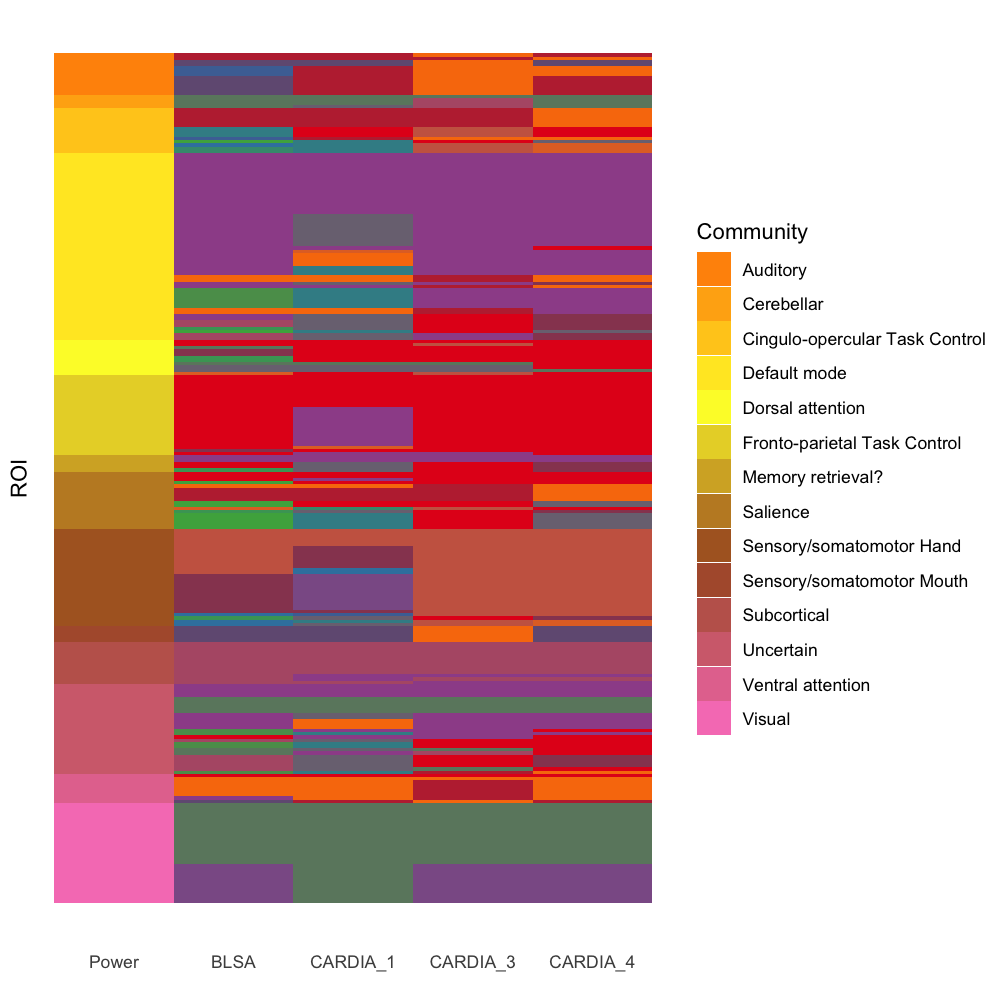 Community
Auditory
Cerebellar
Cingulo-opercular Task Control
Default mode
Dorsal attention
Fronto-parietal Task Control
Memory retrieval?
Salience
Sensory/somatomotor Hand
Sensory/somatomotor Mouth
Subcortical
Uncertain
Ventral attention
Visual
ROI
Power BLSA CARDIA_1 CARDIA_3 CARDIA_4